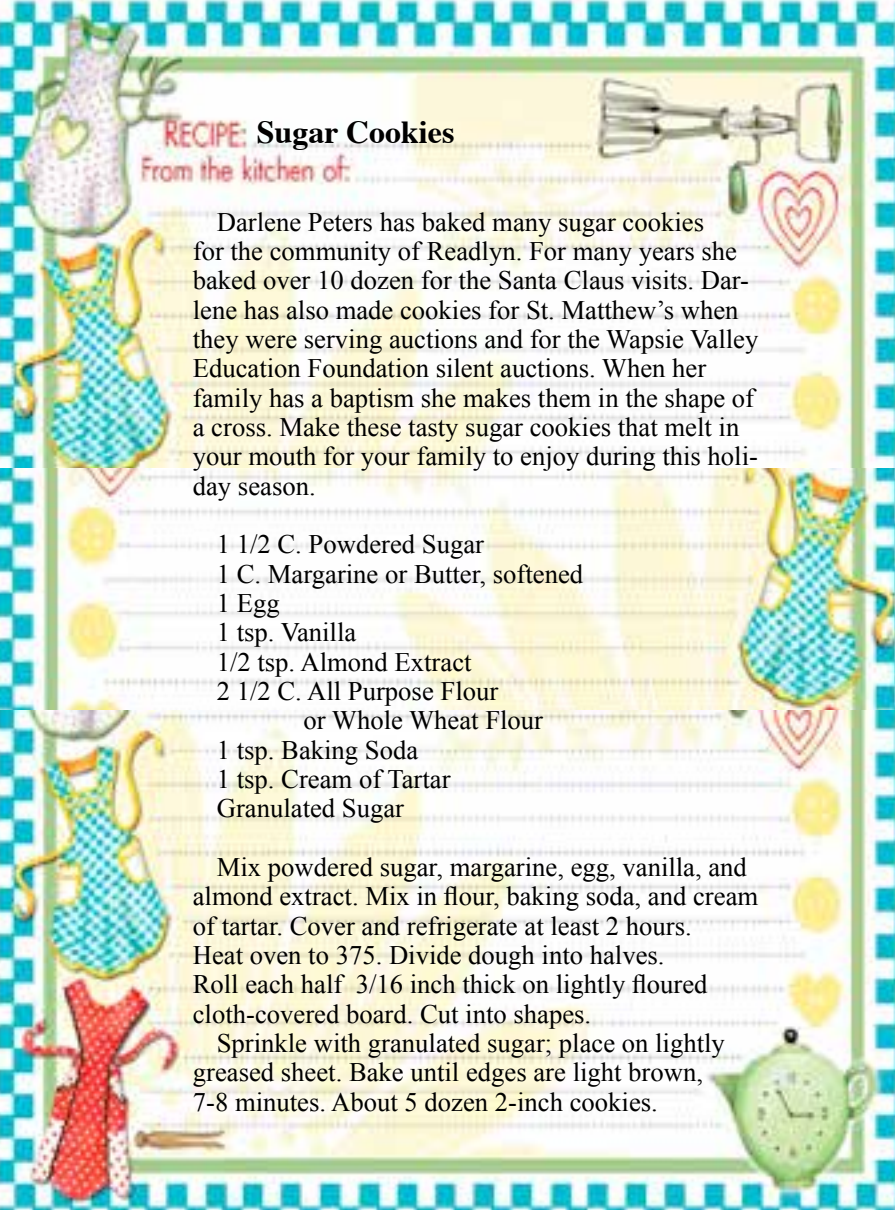 RECIPE: Sugar Cookies
From the kitchen of:
Darlene Peters has baked many sugar cookies
for the community of Readlyn. For many years she
baked over 10 dozen for the Santa Claus visits. Dar-
lene has also made cookies for St. Matthew's when
they were serving auctions and for the Wapsie Valley
Education Foundation silent auctions. When her
family has a baptism she makes them in the shape of
a cross. Make these tasty sugar cookies that melt in
your mouth for your family to enjoy during this holi-
day season.
1 1/2 C. Powdered Sugar
1 C. Margarine or Butter, softened
1 Egg
1 tsp. Vanilla
1/2 tsp. Almond Extract
2 1/2 C. All Purpose Flour
or Whole Wheat Flour
1 tsp. Baking Soda
1 tsp. Cream of Tartar
Granulated Sugar
Mix powdered sugar, margarine, egg, vanilla, and
almond extract. Mix in flour, baking soda, and cream
of tartar. Cover and refrigerate at least 2 hours.
Heat oven to 375. Divide dough into halves.
Roll each half  3/16 inch thick on lightly floured
cloth-covered board. Cut into shapes.
Sprinkle with granulated sugar; place on lightly
greased sheet. Bake until edges are light brown,
7-8 minutes. About 5 dozen 2-inch cookies.